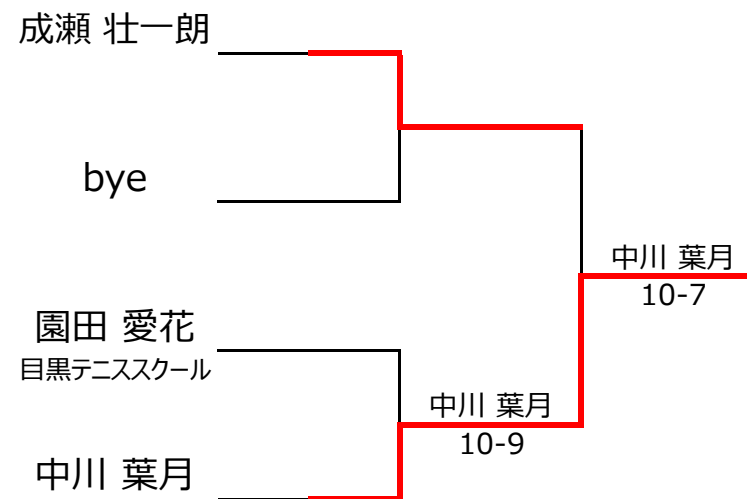 成瀬 壮一朗
bye
中川 葉月
10-7
園田 愛花
目黒テニススクール
中川 葉月
10-9
中川 葉月